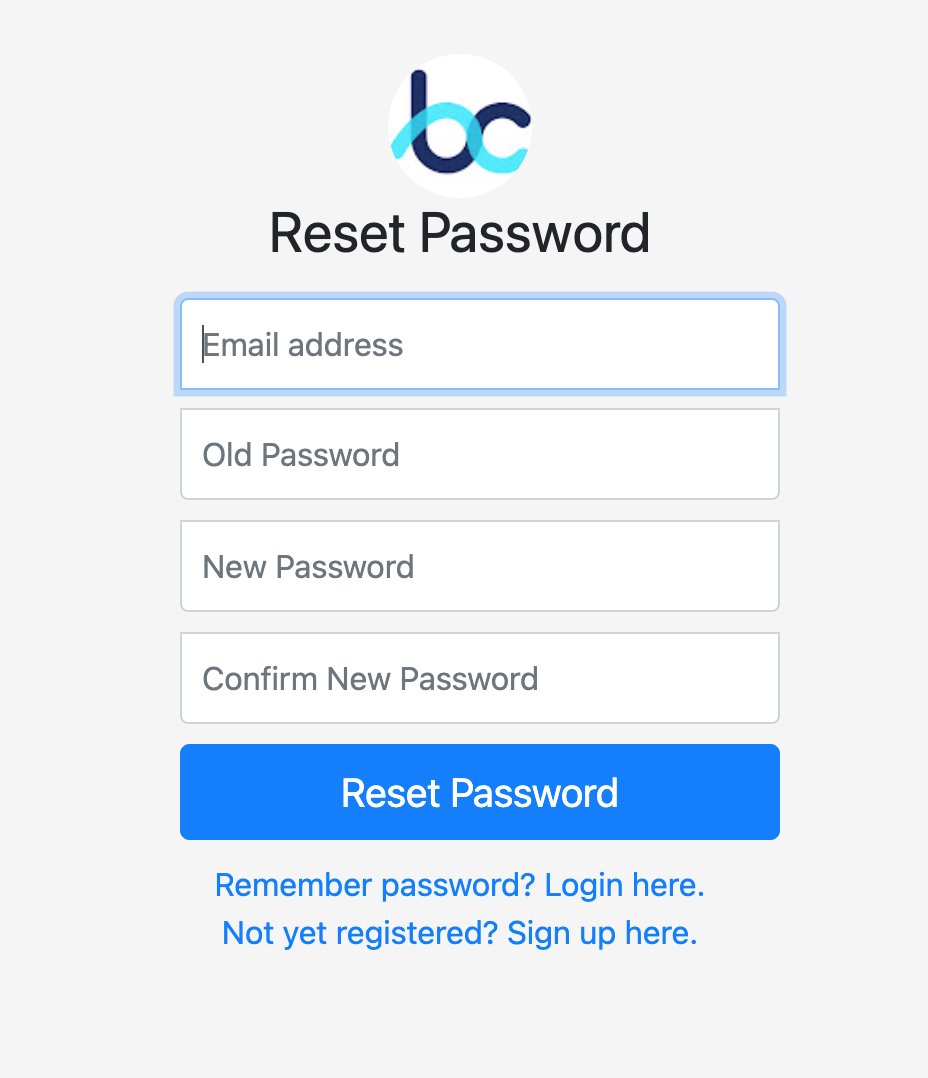 bc
Reset Password
Email address
Old Password
New Password
Confirm New Password
Reset Password
Remember password? Login here.
Not yet registered? Sign up here.